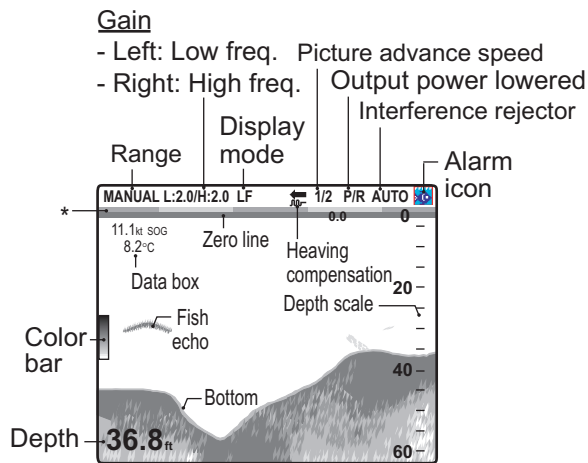 Gain
- Left: Low freq.
- Right: High freq.
Picture advance speed
Output power lowered
Interference rejector
Display
mode
Range
Alarm
icon
MANUAL L:2.0/H:2.0 LF 1/2 P/R AUTO
*
0.0
0
11.1kt SOG
8.2°C
Zero line
Heaving
compensation
Data box
20
Depth scale
Fish
echo
Color
bar
40
Bottom
Depth
36.8ft
60